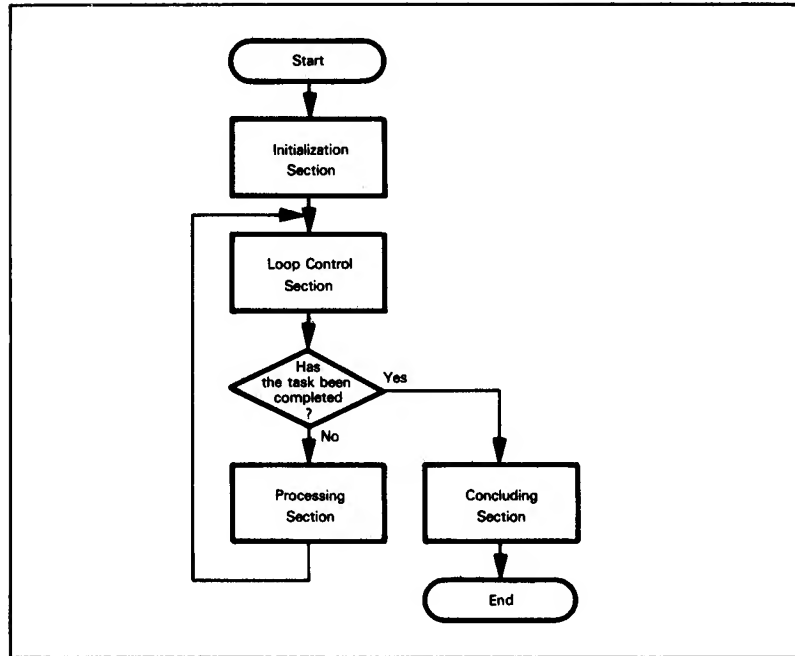 Start
Initialization
Section
Loop Control
Section
Has
the task been
completed
?
Yes
No
Processing
Section
Concluding
Section
End